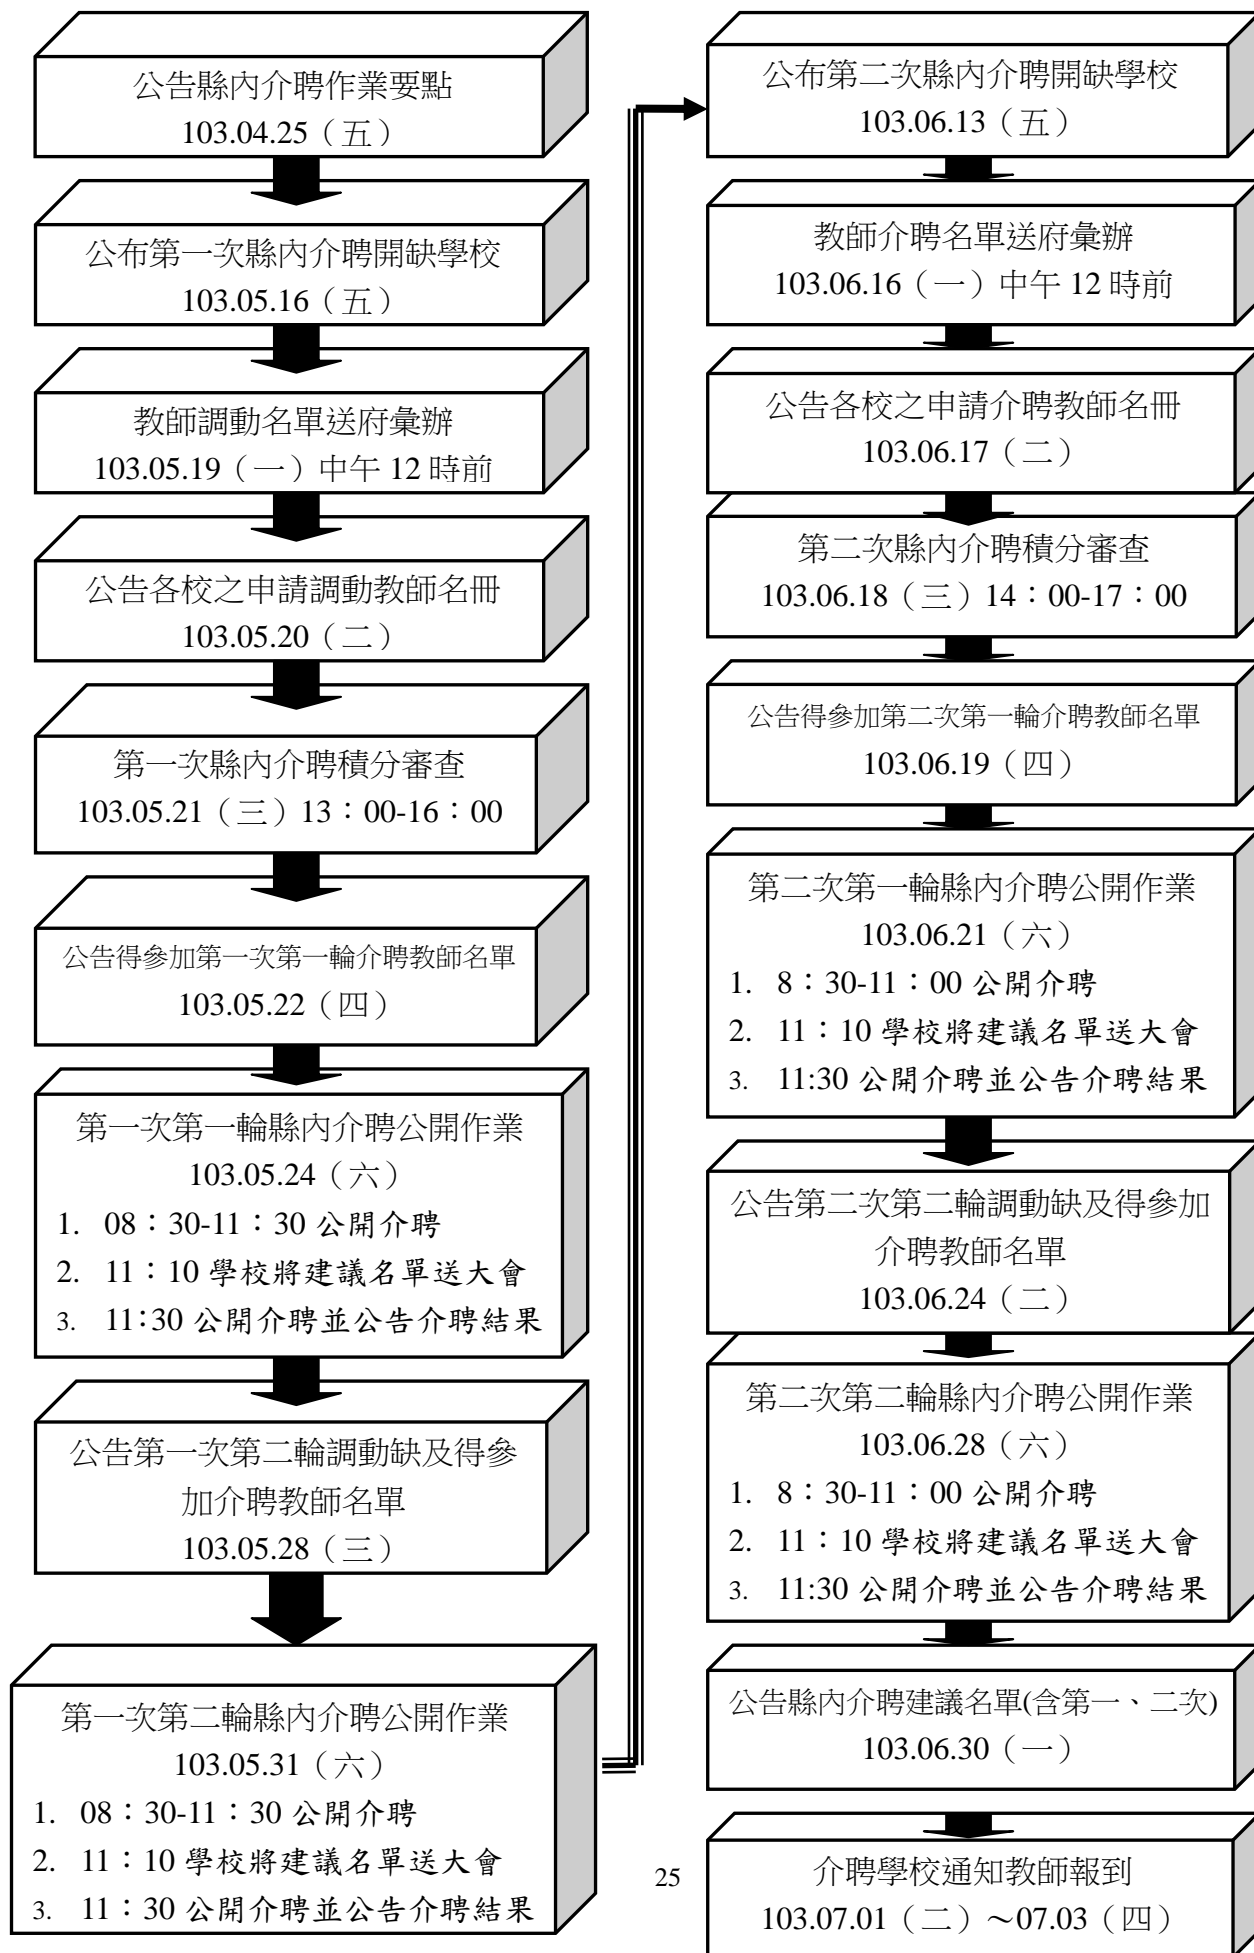 公告縣內介聘作業要點
103.04.25（五）
公布第一次縣內介聘開缺學校
103.05.16（五）
教師調動名單送府彙辦
103.05.19（一）中午 12 時前
公告各校之申請調動教師名冊
103.05.20（二）
第一次縣內介聘積分審查
103.05.21（三）13：00-16：00
公告得參加第一次第一輪介聘教師名單
103.05.22（四）
第一次第一輪縣內介聘公開作業
103.05.24（六）
1. 08：30-11：30 公開介聘
2. 11：10 學校將建議名單送大會
3. 11:30 公開介聘並公告介聘結果
公告第一次第二輪調動缺及得參
加介聘教師名單
103.05.28（三）
第一次第二輪縣內介聘公開作業
103.05.31（六）
1. 08：30-11：30 公開介聘
2. 11：10 學校將建議名單送大會
3. 11：30 公開介聘並公告介聘結果
公布第二次縣內介聘開缺學校
103.06.13（五）
教師介聘名單送府彙辦
103.06.16（一）中午 12 時前
公告各校之申請介聘教師名冊
103.06.17（二）
第二次縣內介聘積分審查
103.06.18（三）14：00-17：00
公告得參加第二次第一輪介聘教師名單
103.06.19（四）
第二次第一輪縣內介聘公開作業
103.06.21（六）
1. 8：30-11：00 公開介聘
2. 11：10 學校將建議名單送大會
3. 11:30 公開介聘並公告介聘結果
公告第二次第二輪調動缺及得參加
介聘教師名單
103.06.24（二）
第二次第二輪縣內介聘公開作業
103.06.28（六）
1. 8：30-11：00 公開介聘
2. 11：10 學校將建議名單送大會
3. 11:30 公開介聘並公告介聘結果
公告縣內介聘建議名單(含第一、二次)
103.06.30（一）
介聘學校通知教師報到
103.07.01（二）～07.03（四）
25